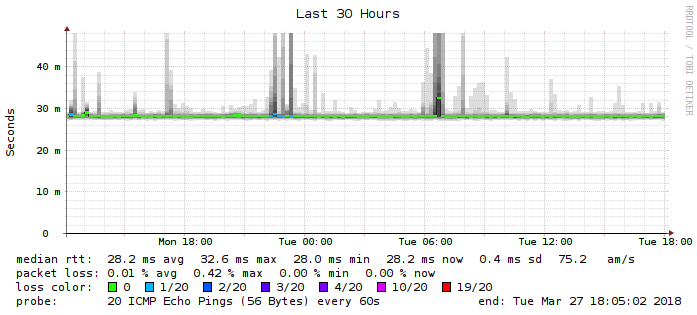 Last 30 Hours
RRDTOOL / TOBI OETIKER
Seconds
40 m
30 m
20 m
10 m
0
Mon 18:00 Tue 00:00 Tue 06:00 Tue 12:00 Tue 18:00
median rtt: 28.2 ms avg 32.6 ms max 28.0 ms min 28.2 ms now 0.4 ms sd 75.2 am/s
packet loss: 0.01 % avg 0.42 % max 0.00 % min 0.00 % now
loss color: 0 1/20 2/20 3/20 4/20 10/20 19/20
probe: 20 ICMP Echo Pings (56 Bytes) every 60s end: Tue Mar 27 18:05:02 2018